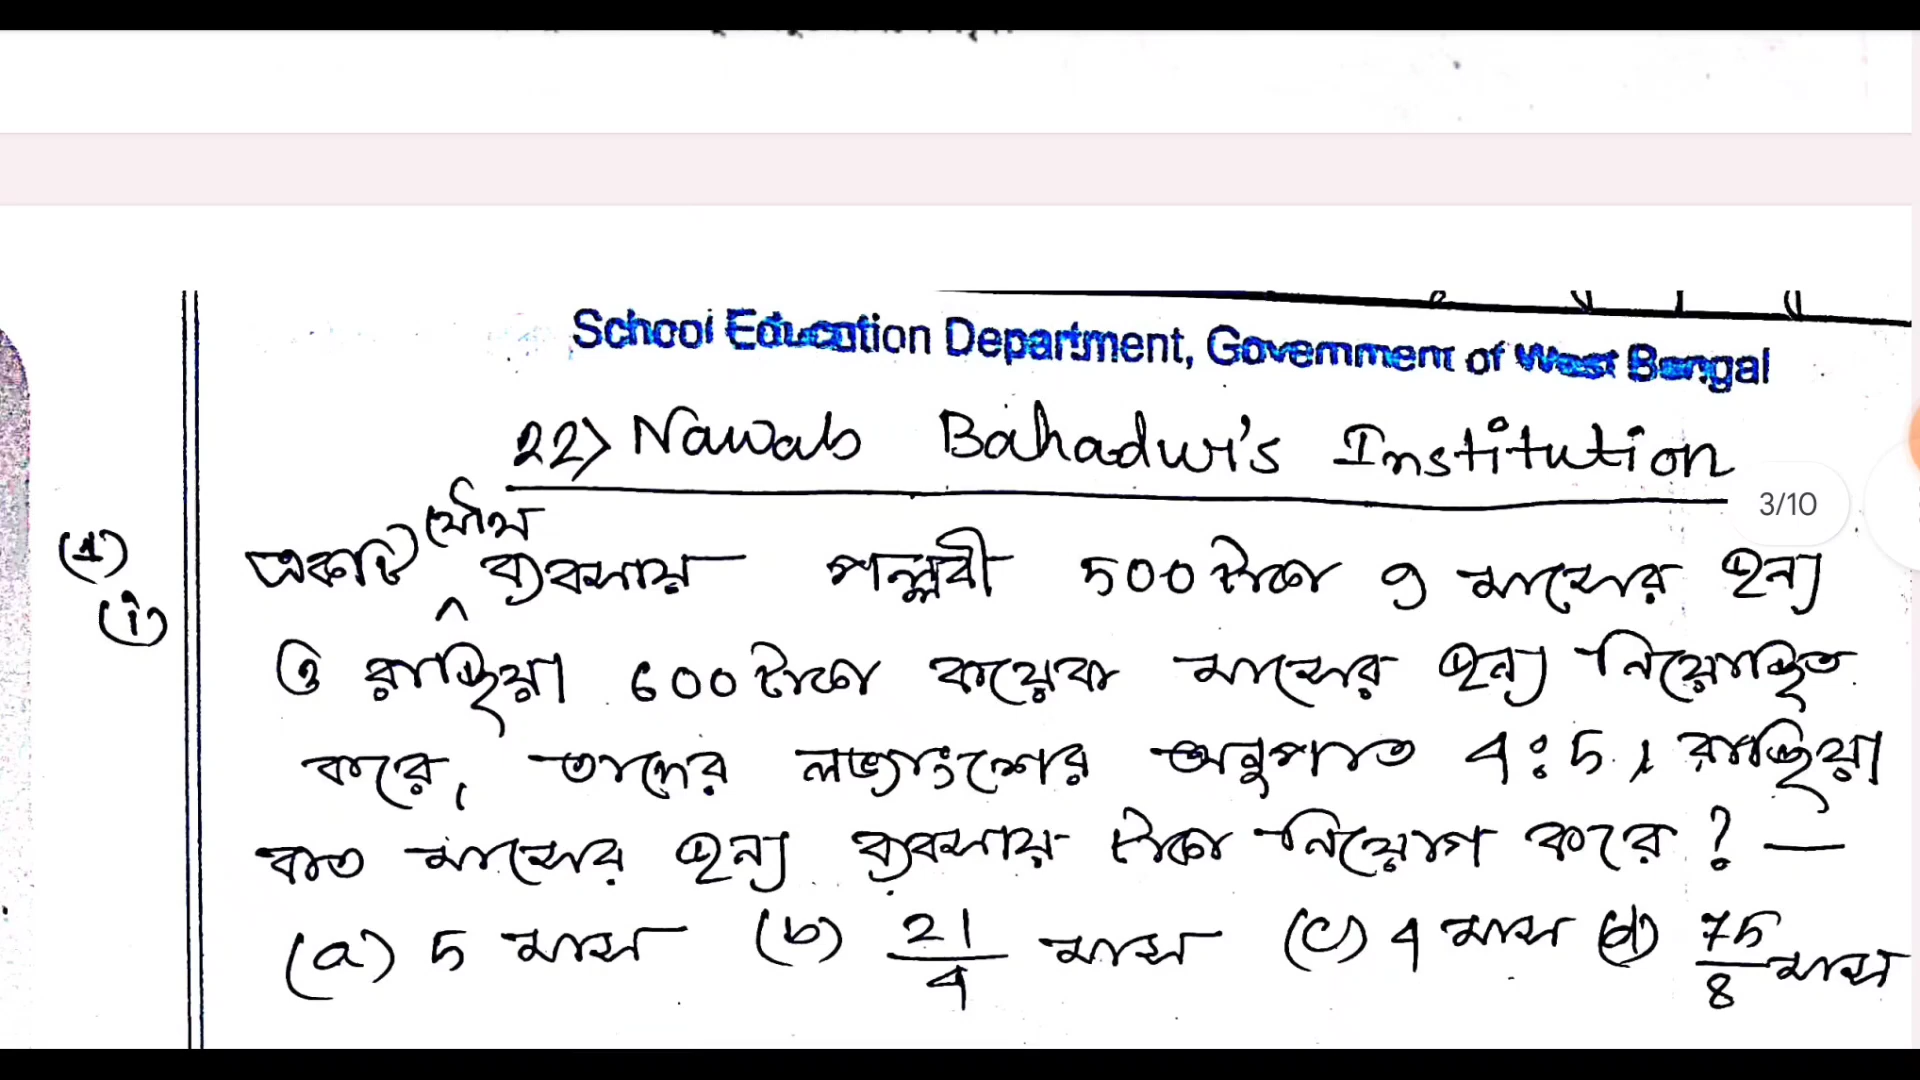 School Education Department, Government of West Bengal
22) Nawab Bahadur's Institution
3/10
(1) (i) একটি যৌথ ব্যবসায় পল্লবী 500 টাকা 9 মাসের জন্য
ও রাজিয়া 600 টাকা কয়েক মাসের জন্য নিয়োজিত
করে, তাদের লভ্যাংশের অনুপাত 4:5। রাজিয়া
কত মাসের জন্য ব্যবসায় টাকা নিয়োগ করে? —
(a) 5 মাস (b) 21/4 মাস (c) 4 মাস (d) 75/8 মাস